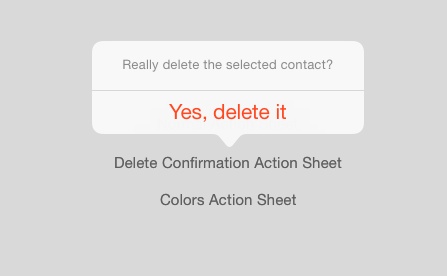 Really delete the selected contact?
Yes, delete it
Delete Confirmation Action Sheet
Colors Action Sheet